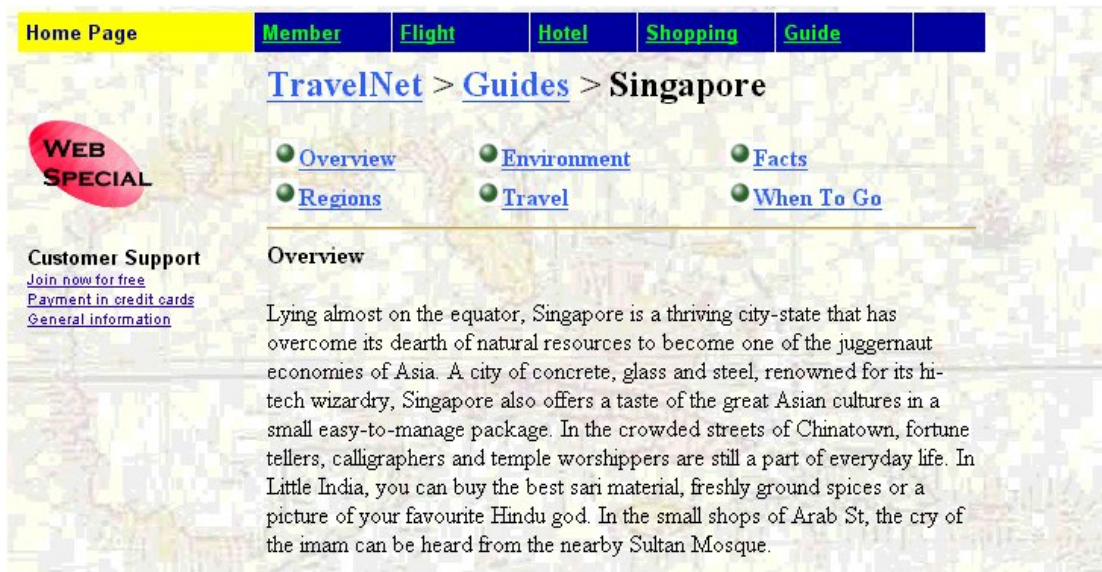 Home Page Member Flight Hotel Shopping Guide
TravelNet > Guides > Singapore
WEB
SPECIAL
Overview Environment Facts
Regions Travel When To Go
Customer Support
Join now for free
Payment in credit cards
General information
Overview
Lying almost on the equator, Singapore is a thriving city-state that has
overcome its dearth of natural resources to become one of the juggernaut
economies of Asia. A city of concrete, glass and steel, renowned for its hi-
tech wizardry, Singapore also offers a taste of the great Asian cultures in a
small easy-to-manage package. In the crowded streets of Chinatown, fortune
tellers, calligraphers and temple worshippers are still a part of everyday life. In
Little India, you can buy the best sari material, freshly ground spices or a
picture of your favourite Hindu god. In the small shops of Arab St, the cry of
the imam can be heard from the nearby Sultan Mosque.